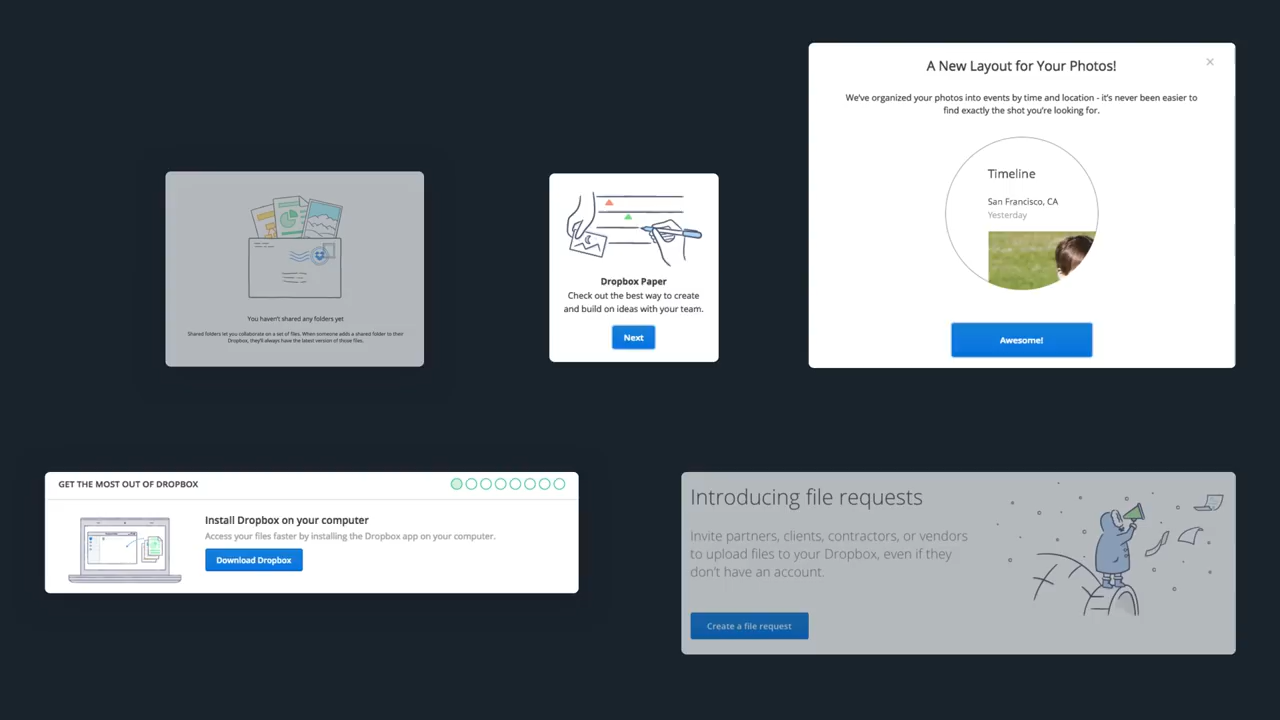 A New Layout for Your Photos!
We've organized your photos into events by time and location - it's never been easier to
find exactly the shot you're looking for.
Timeline
San Francisco, CA
Yesterday
Awesome!
You haven't shared any folders yet
Shared folders let you collaborate on a set of files. When someone adds a shared folder to their
Dropbox, they'll always have the latest version of those files.
Dropbox Paper
Check out the best way to create
and build on ideas with your team.
Next
GET THE MOST OUT OF DROPBOX
Install Dropbox on your computer
Access your files faster by installing the Dropbox app on your computer.
Download Dropbox
Introducing file requests
Invite partners, clients, contractors, or vendors
to upload files to your Dropbox, even if they
don't have an account.
Create a file request